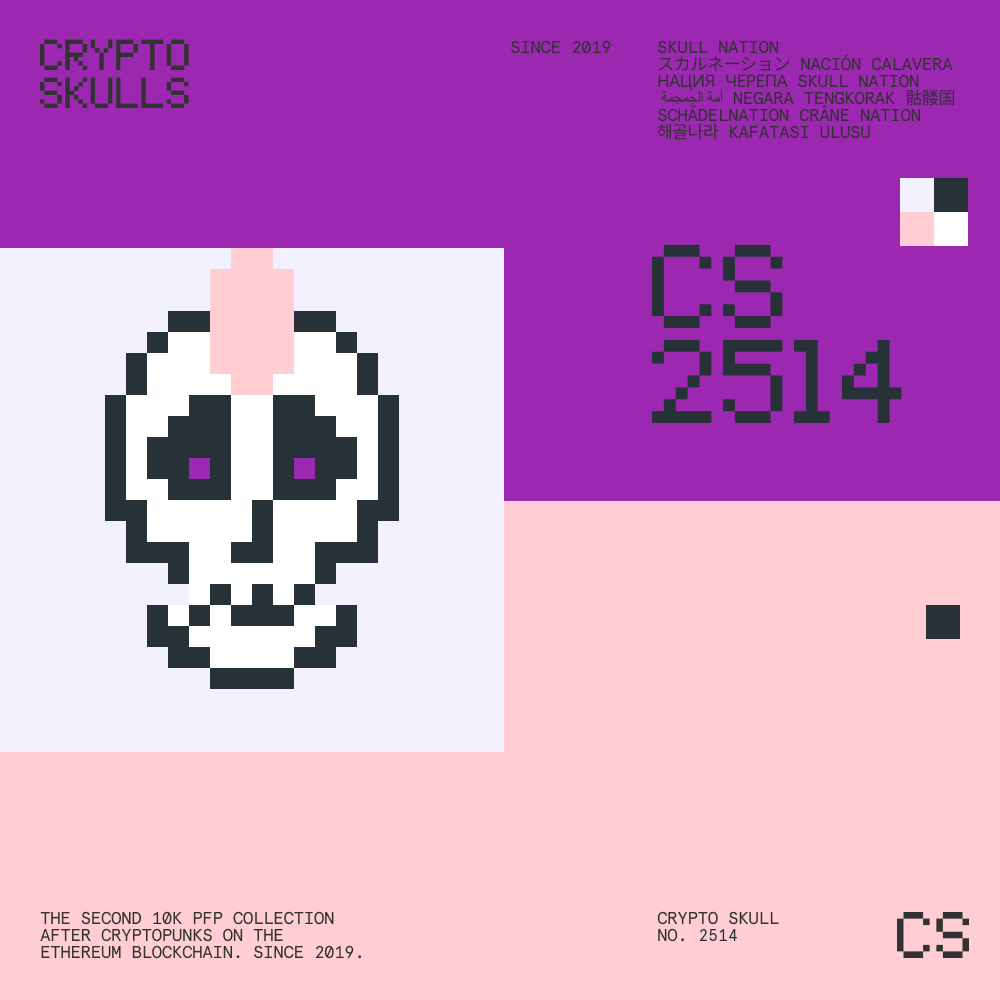 CRYPTO
SKULLS
SINCE 2019
SKULL NATION
スカルネーション NACIÓN CALAVERA
НАЦИЯ ЧЕРЕПА SKULL NATION
أمة الجمجمة NEGARA TENGKORAK 骷髅国
SCHÄDELNATION CRÂNE NATION
해골나라 KAFATASI ULUSU
CS
2514
THE SECOND 10K PFP COLLECTION
AFTER CRYPTOPUNKS ON THE
ETHEREUM BLOCKCHAIN. SINCE 2019.
CRYPTO SKULL
NO. 2514
CS